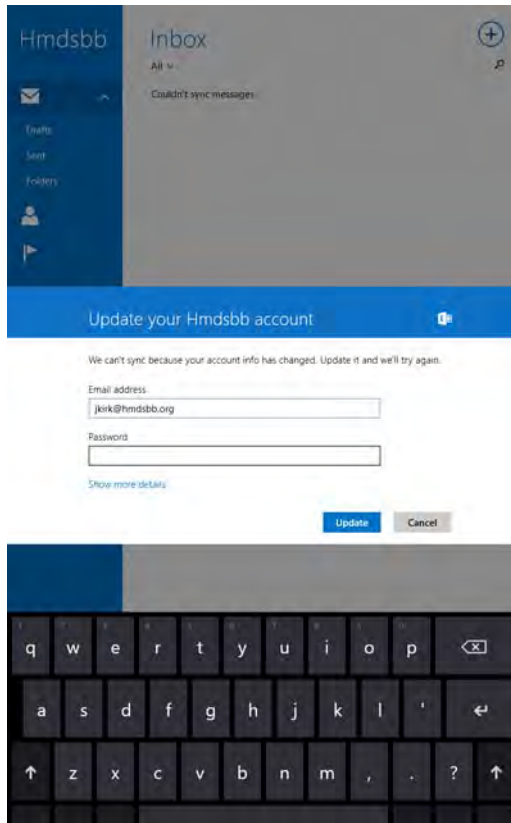 Hmdsbb
Inbox
All
Couldn't sync messages
Drafts
Sent
Folders
Update your Hmdsbb account
We can't sync because your account info has changed. Update it and we'll try again.
Email address
jkirk@hmdsbb.org
Password
Show more details
Update Cancel
q w e r t y u i o p
a s d f g h j k l '
z x c v b n m , . ?